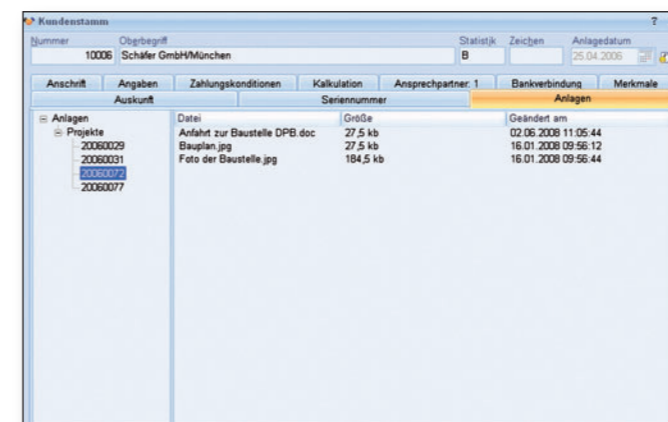 Kundenstamm ?
Nummer Oberbegriff Statistik Zeichen Anlagedatum
10006 Schäfer GmbH/München B 25.04.2006
Anschrift Angaben Zahlungskonditionen Kalkulation Ansprechpartner: 1 Bankverbindung Merkmale
Auskunft Seriennummer Anlagen
Anlagen Datei Größe Geändert am
Projekte Anfahrt zur Baustelle DPB.doc 27,5 kb 02.06.2008 11:05:44
20060029 Bauplan.jpg 27,5 kb 16.01.2008 09:56:12
20060031 Foto der Baustelle.jpg 184,5 kb 16.01.2008 09:56:44
20060072
20060077